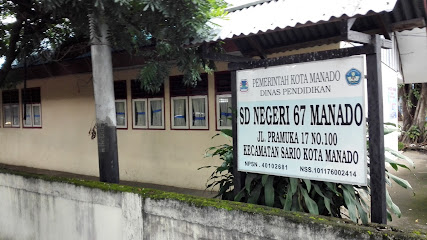 PEMERINTAH KOTA MANADO
DINAS PENDIDIKAN
SD NEGERI 67 MANADO
JL. PRAMUKA 17 NO.100
KECAMATAN SARIO KOTA MANADO
NPSN . 40102681 NSS.101176002414